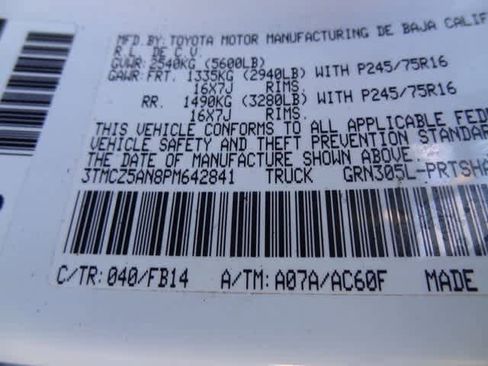 MFD.BY:TOYOTA MOTOR MANUFACTURING DE BAJA CALIF
R.L. DE C.V.
GVWR:2540KG (5600LB)
GAWR:FRT. 1335KG (2940LB) WITH P245/75R16
16X7J RIMS.
RR. 1490KG (3280LB) WITH P245/75R16
16X7J RIMS.
THIS VEHICLE CONFORMS TO ALL APPLICABLE FEDE
VEHICLE SAFETY AND THEFT PREVENTION STANDAR
THE DATE OF MANUFACTURE SHOWN ABOVE.
3TMCZ5AN8PM642841 TRUCK GRN305L-PRTSHA
C/TR:040/FB14 A/TM:A07A/AC60F MADE